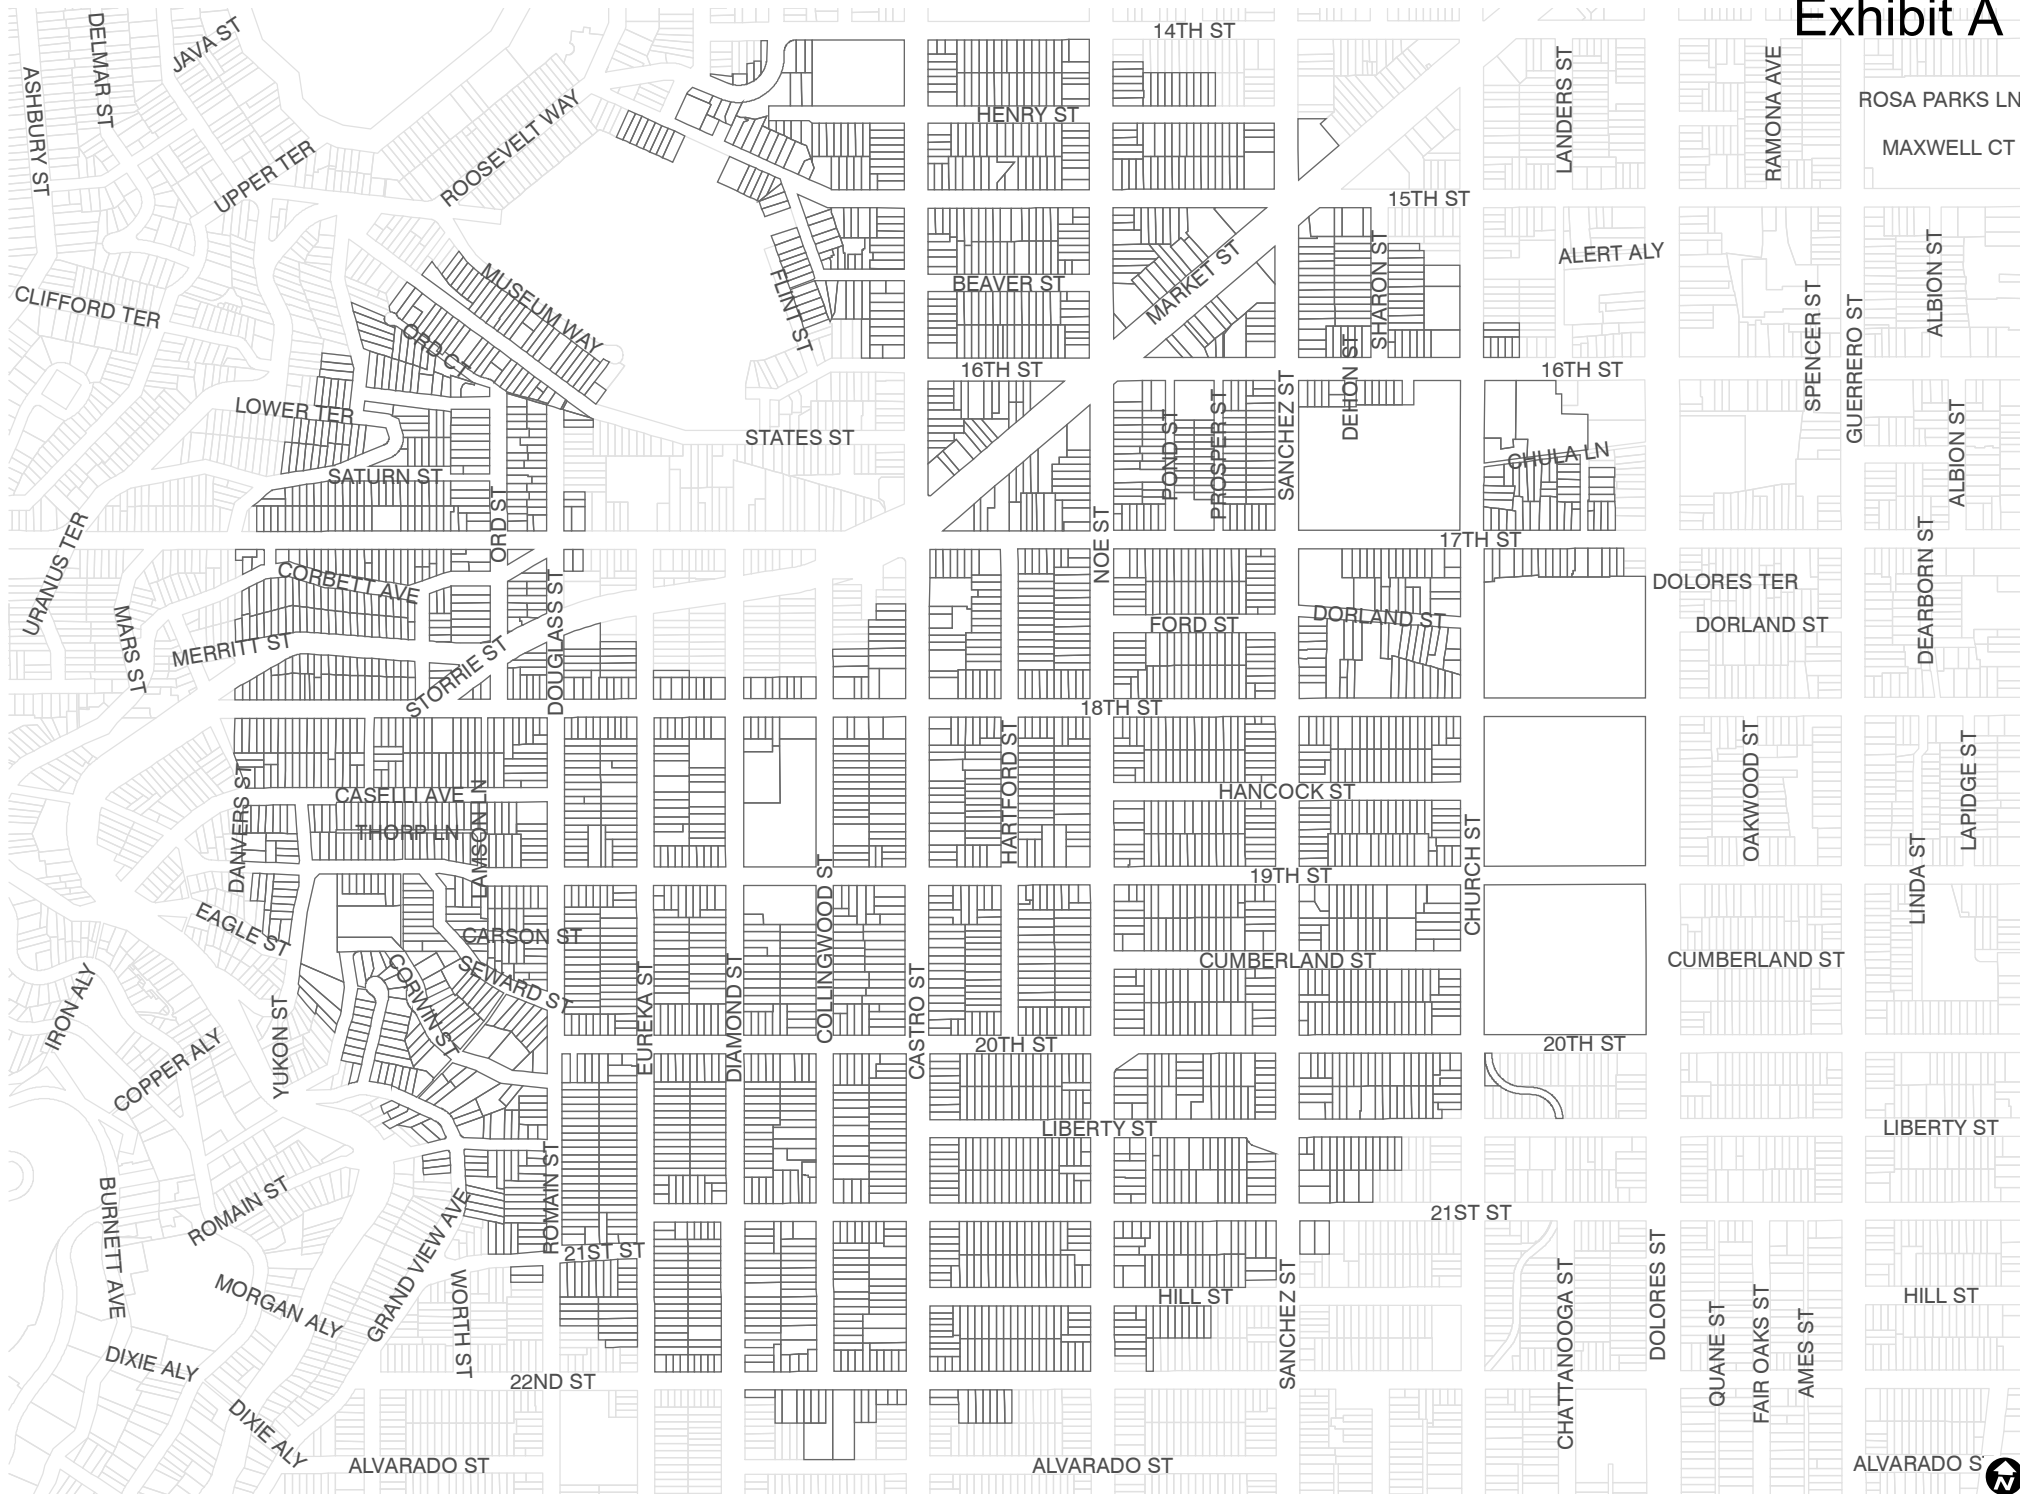 Exhibit A
14TH ST
DELMAR ST
JAVA ST
ASHBURY ST
LANDERS ST
RAMONA AVE
ROSA PARKS LN
ROOSEVELT WAY
HENRY ST
MAXWELL CT
UPPER TER
15TH ST
MUSEUM WAY
FLINT ST
BEAVER ST
MARKET ST
SHARON ST
ALERT ALY
ALBION ST
CLIFFORD TER
SPENCER ST
GUERRERO ST
ORD CT
16TH ST
DEHON ST
16TH ST
LOWER TER
STATES ST
POND ST
PROSPER ST
SANCHEZ ST
CHULA LN
ALBION ST
SATURN ST
ORD ST
NOE ST
17TH ST
URANUS TER
CORBETT AVE
DOUGLASS ST
DOLORES TER
DEARBORN ST
MARS ST
MERRITT ST
FORD ST
DORLAND ST
DORLAND ST
STORRIE ST
18TH ST
HARTFORD ST
OAKWOOD ST
LAPIDGE ST
DANVERS ST
CASELLI AVE
LAMSON LN
HANCOCK ST
THORP LN
CHURCH ST
LINDA ST
19TH ST
EAGLE ST
CARSON ST
COLLINGWOOD ST
CORWIN ST
SEWARD ST
CUMBERLAND ST
CUMBERLAND ST
IRON ALY
YUKON ST
EUREKA ST
DIAMOND ST
CASTRO ST
20TH ST
20TH ST
COPPER ALY
LIBERTY ST
LIBERTY ST
BURNETT AVE
ROMAIN ST
ROMAIN ST
GRAND VIEW AVE
21ST ST
21ST ST
MORGAN ALY
WORTH ST
HILL ST
SANCHEZ ST
CHATTANOOGA ST
DOLORES ST
QUANE ST
FAIR OAKS ST
AMES ST
HILL ST
DIXIE ALY
22ND ST
DIXIE ALY
ALVARADO ST
ALVARADO ST
ALVARADO S
N